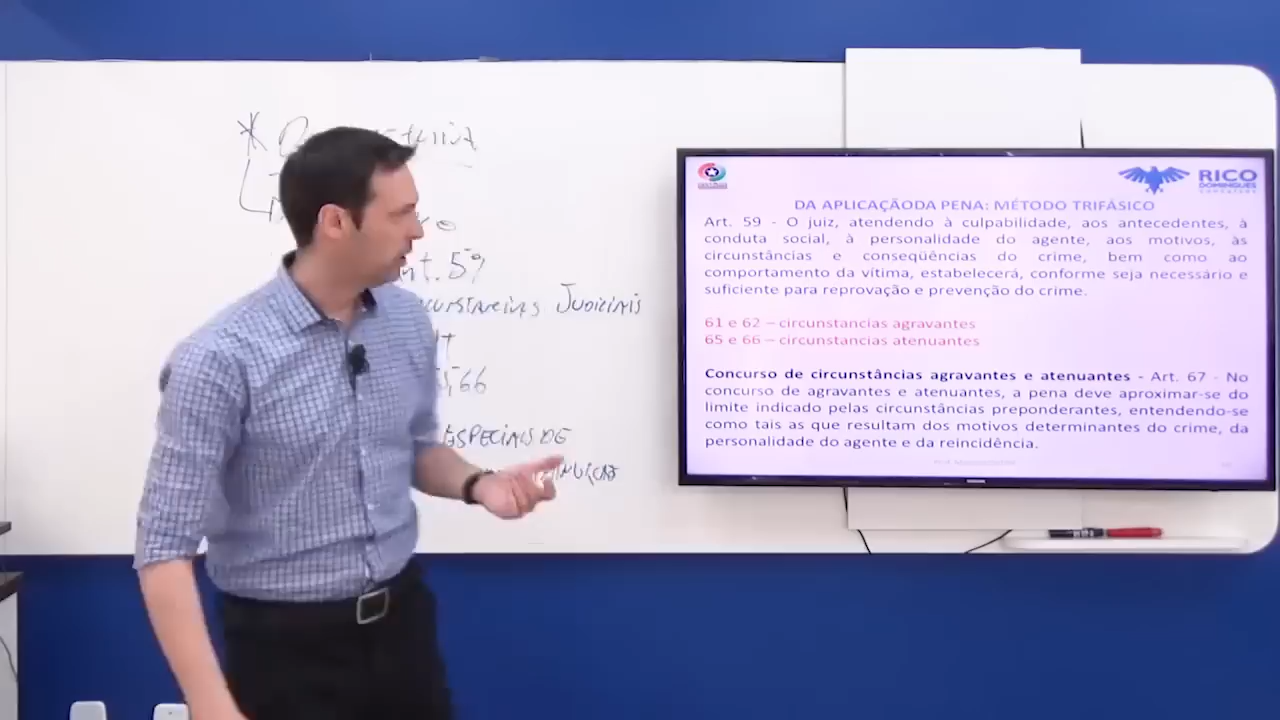 Art. 59
Judiciais
66
Especiais de
RICO
DOMINGUES
DA APLICAÇÃODA PENA: MÉTODO TRIFÁSICO
Art. 59 - O juiz, atendendo à culpabilidade, aos antecedentes, à
conduta social, à personalidade do agente, aos motivos, às
circunstâncias e conseqüências do crime, bem como ao
comportamento da vítima, estabelecerá, conforme seja necessário e
suficiente para reprovação e prevenção do crime.
61 e 62 – circunstancias agravantes
65 e 66 – circunstancias atenuantes
Concurso de circunstâncias agravantes e atenuantes - Art. 67 - No
concurso de agravantes e atenuantes, a pena deve aproximar-se do
limite indicado pelas circunstâncias preponderantes, entendendo-se
como tais as que resultam dos motivos determinantes do crime, da
personalidade do agente e da reincidência.